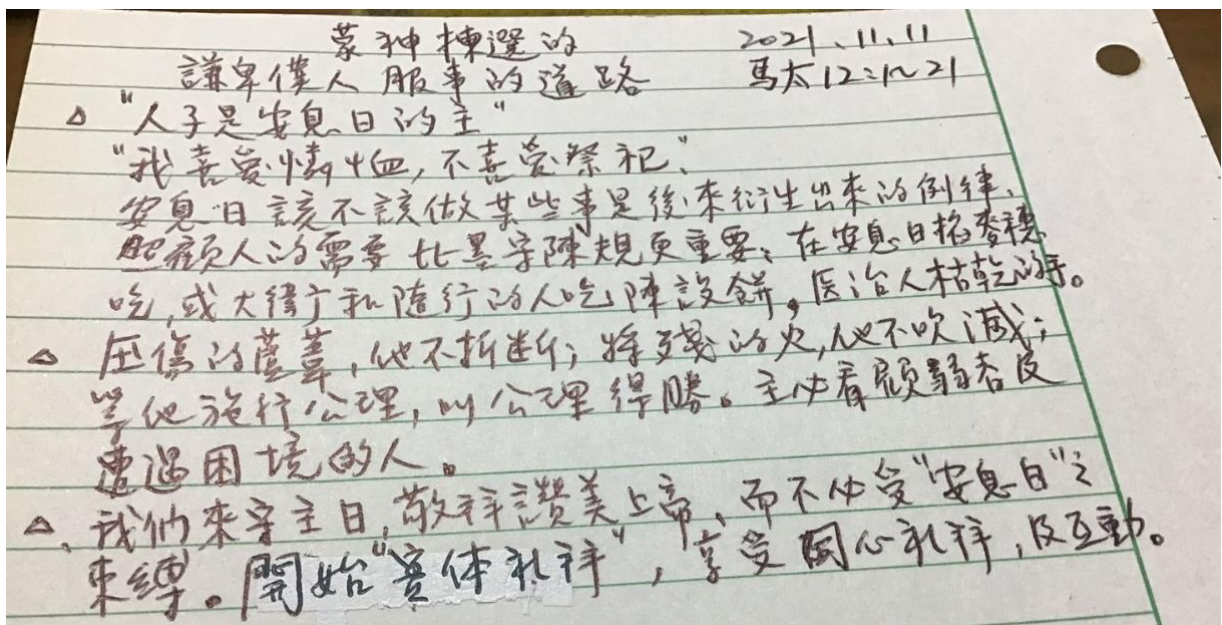 蒙神揀選的 2021、11、11
謙卑僕人服事的道路 馬太12:1~21
△ "人子是安息日的主"
"我喜愛憐恤,不喜愛祭祀"。
安息日該不該做某些事是後來衍生出來的例律、
照顧人的需要比墨守陳規更重要;在安息日掐麥穗
吃,或大衛王和隨行的人吃陳設餅。医治人枯乾的手。
△ 压傷的蘆葦,他不折斷;將殘的火,他不吹滅;
等他施行公理,叫公理得勝。主必看顧弱者及
遭遇困境的人。
△、我們來守主日,敬拜讚美上帝、而不必受"安息日"之
束縛。開始"实体礼拜",享受同心礼拜,及互動。